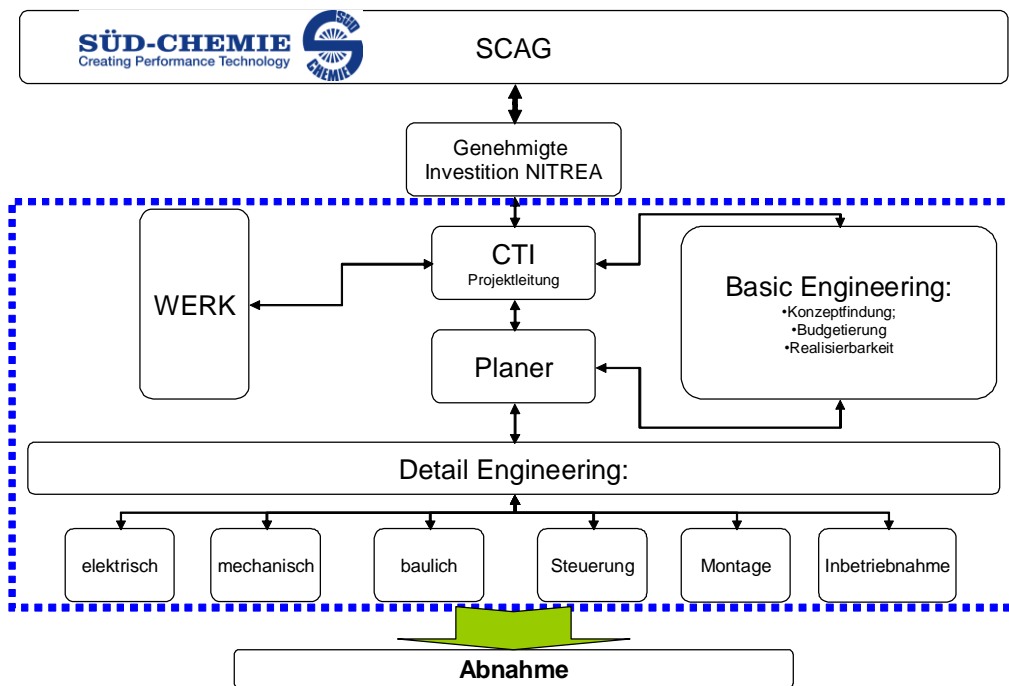 SÜD-CHEMIE
Creating Performance Technology
SÜD
CHEMIE
SCAG
Genehmigte
Investition NITREA
WERK
CTI
Projektleitung
Basic Engineering:
•Konzeptfindung;
•Budgetierung
•Realisierbarkeit
Planer
Detail Engineering:
elektrisch
mechanisch
baulich
Steuerung
Montage
Inbetriebnahme
Abnahme